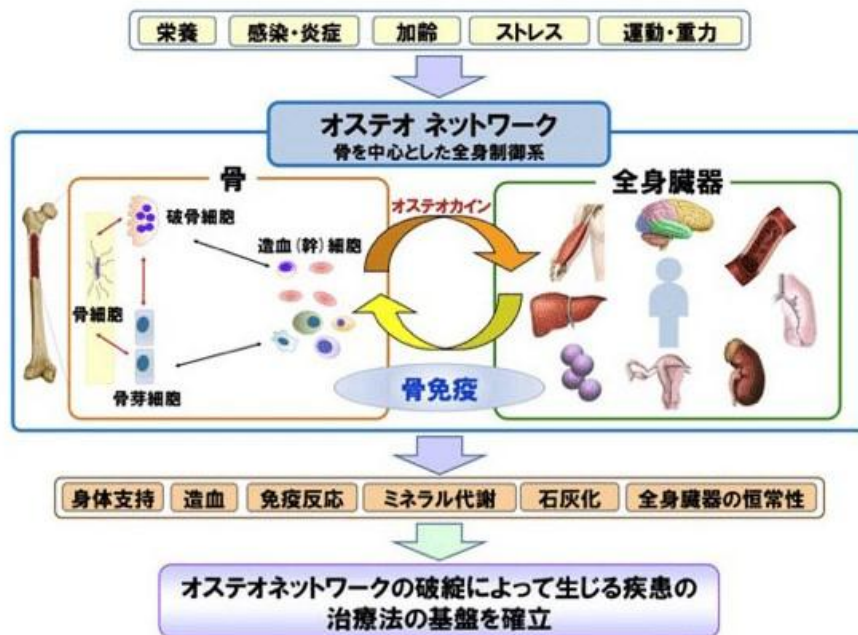 栄養
感染・炎症
加齢
ストレス
運動・重力
オステオ ネットワーク
骨を中心とした全身制御系
骨
破骨細胞
造血(幹)細胞
骨細胞
骨芽細胞
オステオカイン
骨免疫
全身臓器
身体支持
造血
免疫反応
ミネラル代謝
石灰化
全身臓器の恒常性
オステオネットワークの破綻によって生じる疾患の
治療法の基盤を確立